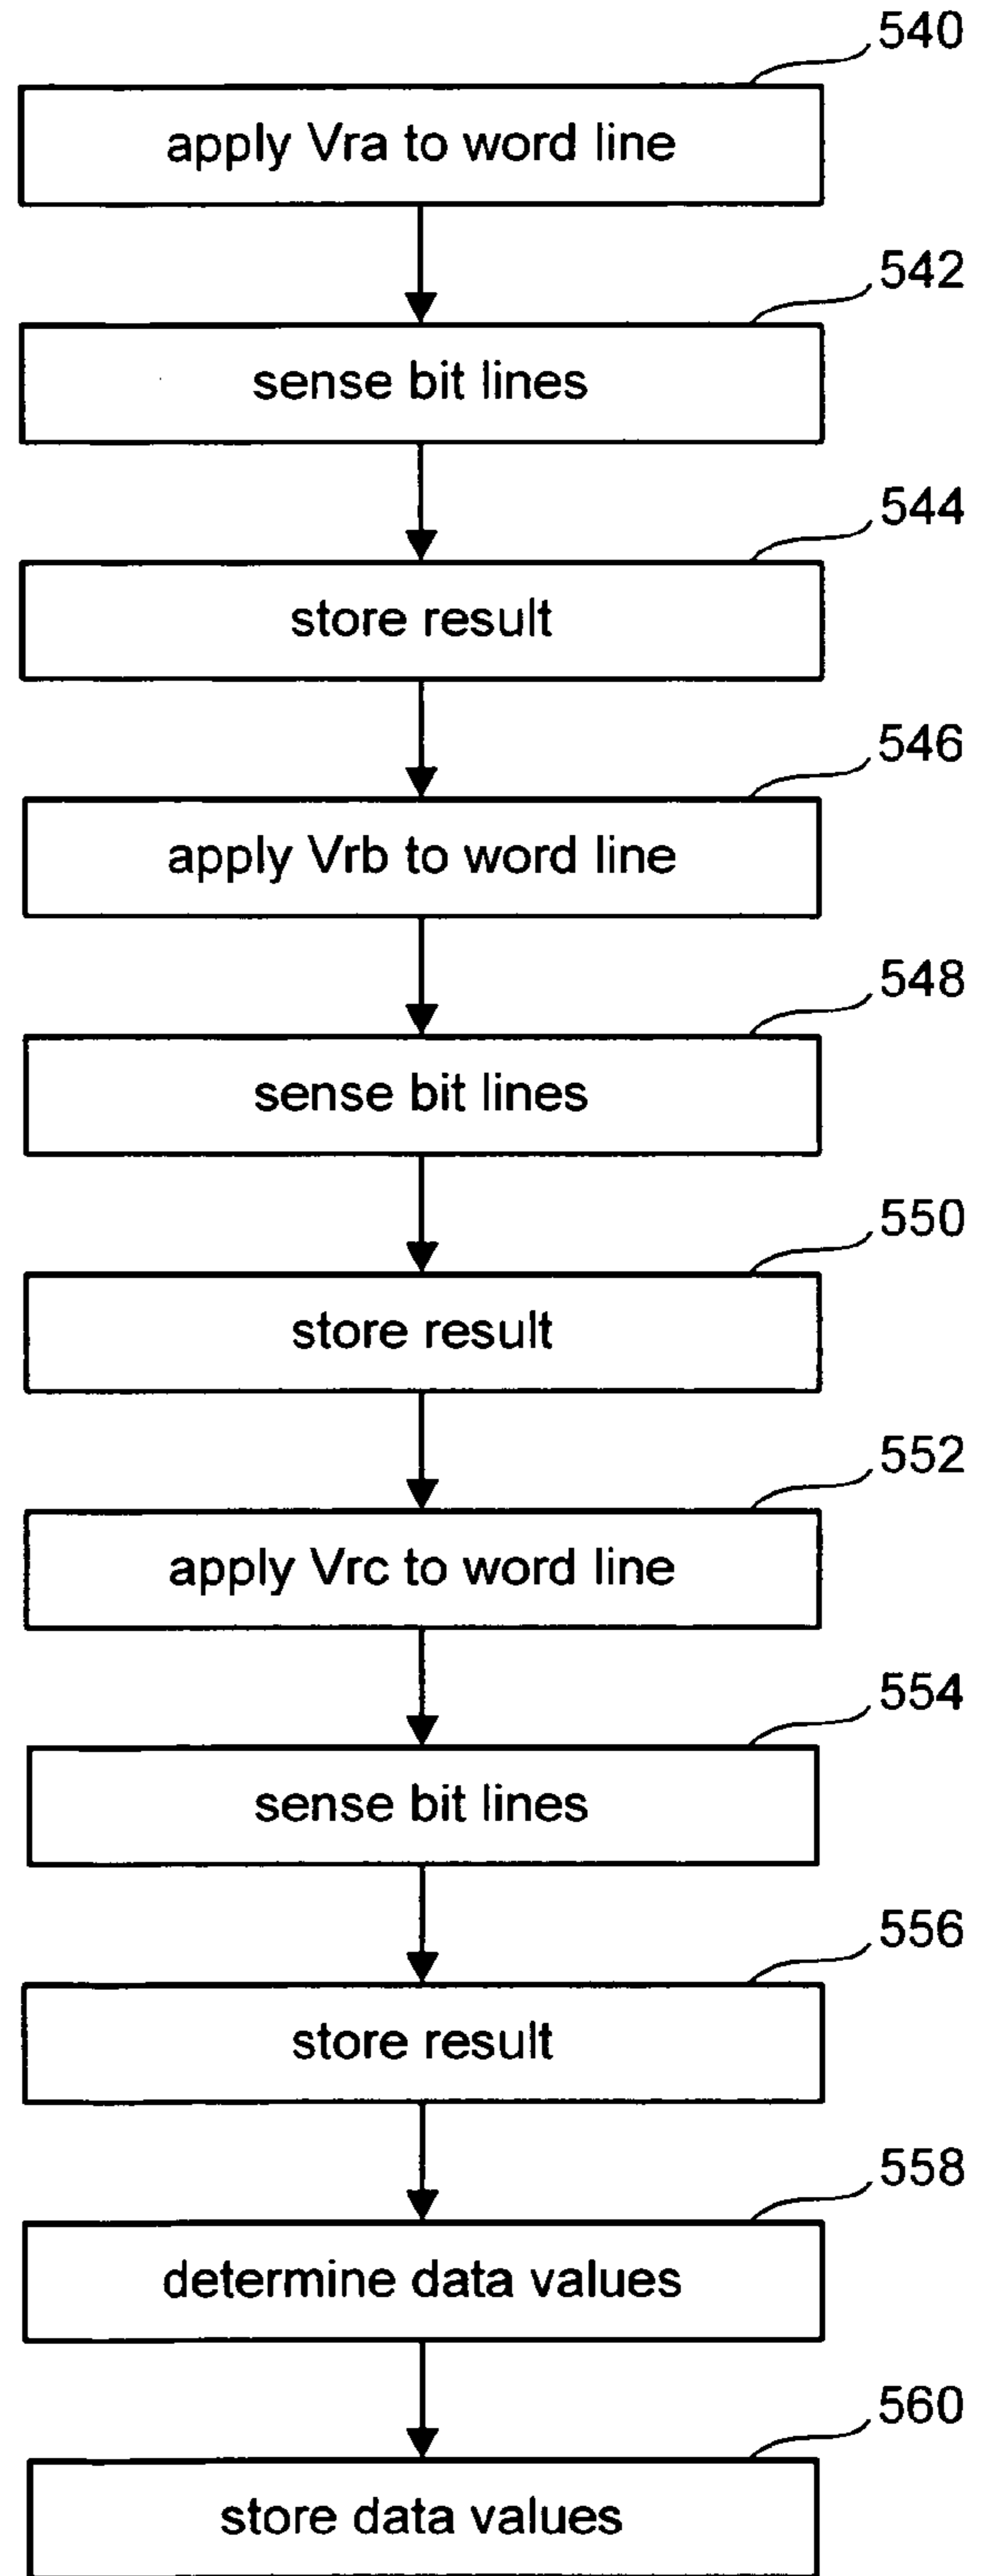 540
apply Vra to word line
542
sense bit lines
544
store result
546
apply Vrb to word line
548
sense bit lines
550
store result
552
apply Vrc to word line
554
sense bit lines
556
store result
558
determine data values
560
store data values